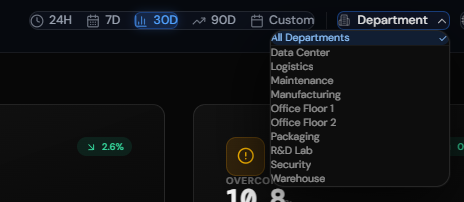 24H 7D 30D 90D Custom Department
All Departments
Data Center
Logistics
Maintenance
Manufacturing
Office Floor 1
Office Floor 2
Packaging
R&D Lab
Security
Warehouse
2.6%
OVERCO